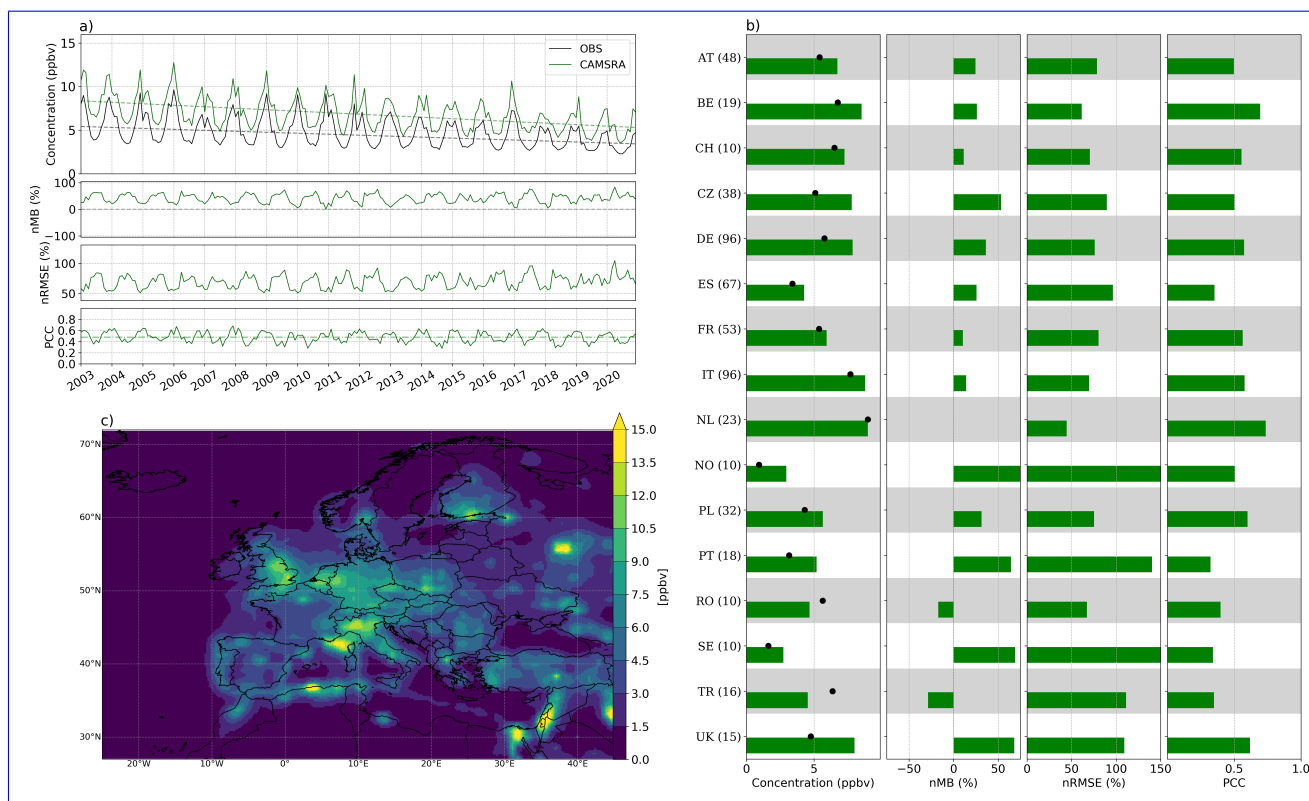 a)
Concentration (ppbv)
15
10
5
0
OBS
CAMSRA
nMB (%)
100
0
−100
nRMSE (%)
100
50
PCC
0.8
0.6
0.4
0.2
0.0
2003 2004 2005 2006 2007 2008 2009 2010 2011 2012 2013 2014 2015 2016 2017 2018 2019 2020
c)
70°N
60°N
50°N
40°N
30°N
20°W 10°W 0°E 10°E 20°E 30°E 40°E
15.0
13.5
12.0
10.5
9.0
7.5
6.0
4.5
3.0
1.5
0.0
[ppbv]
b)
AT (48)
BE (19)
CH (10)
CZ (38)
DE (96)
ES (67)
FR (53)
IT (96)
NL (23)
NO (10)
PL (32)
PT (18)
RO (10)
SE (10)
TR (16)
UK (15)
0 5
Concentration (ppbv)
−50 0 50
nMB (%)
0 50 100 150
nRMSE (%)
0.5 1.0
PCC